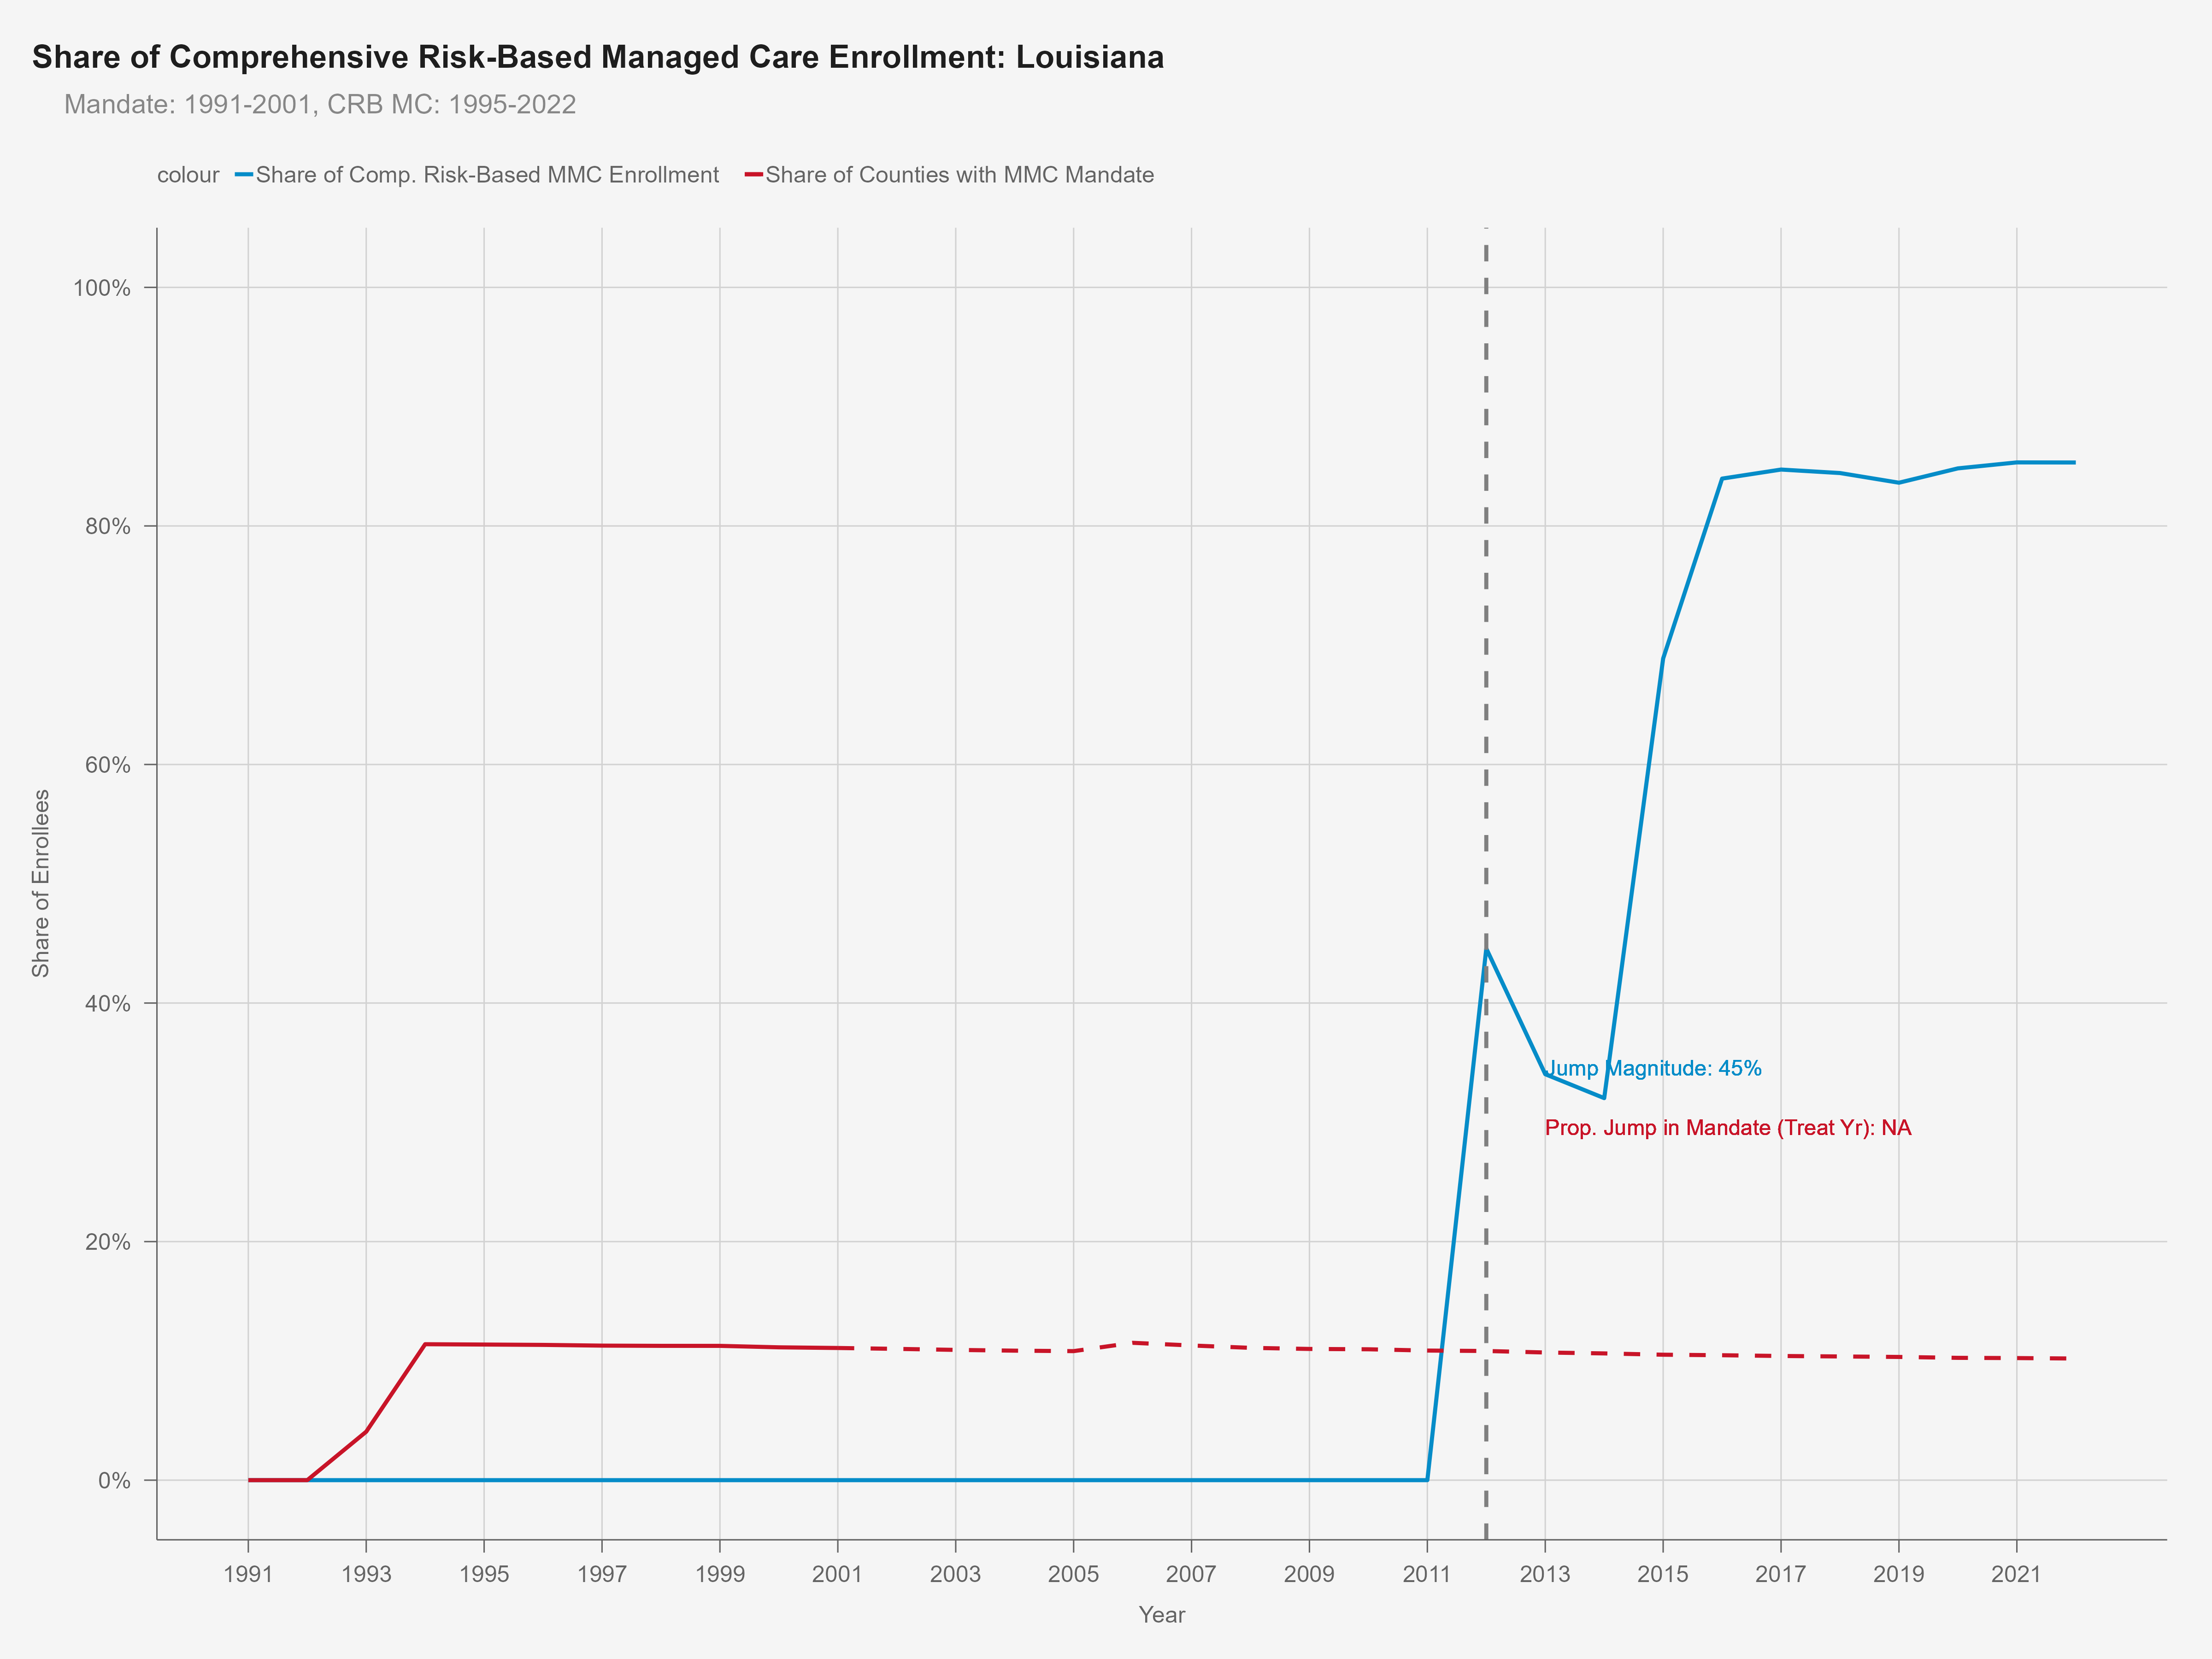 Share of Comprehensive Risk-Based Managed Care Enrollment: Louisiana
Mandate: 1991-2001, CRB MC: 1995-2022
colour Share of Comp. Risk-Based MMC Enrollment Share of Counties with MMC Mandate
100%
80%
60%
40%
20%
0%
Share of Enrollees
Jump Magnitude: 45%
Prop. Jump in Mandate (Treat Yr): NA
1991 1993 1995 1997 1999 2001 2003 2005 2007 2009 2011 2013 2015 2017 2019 2021
Year